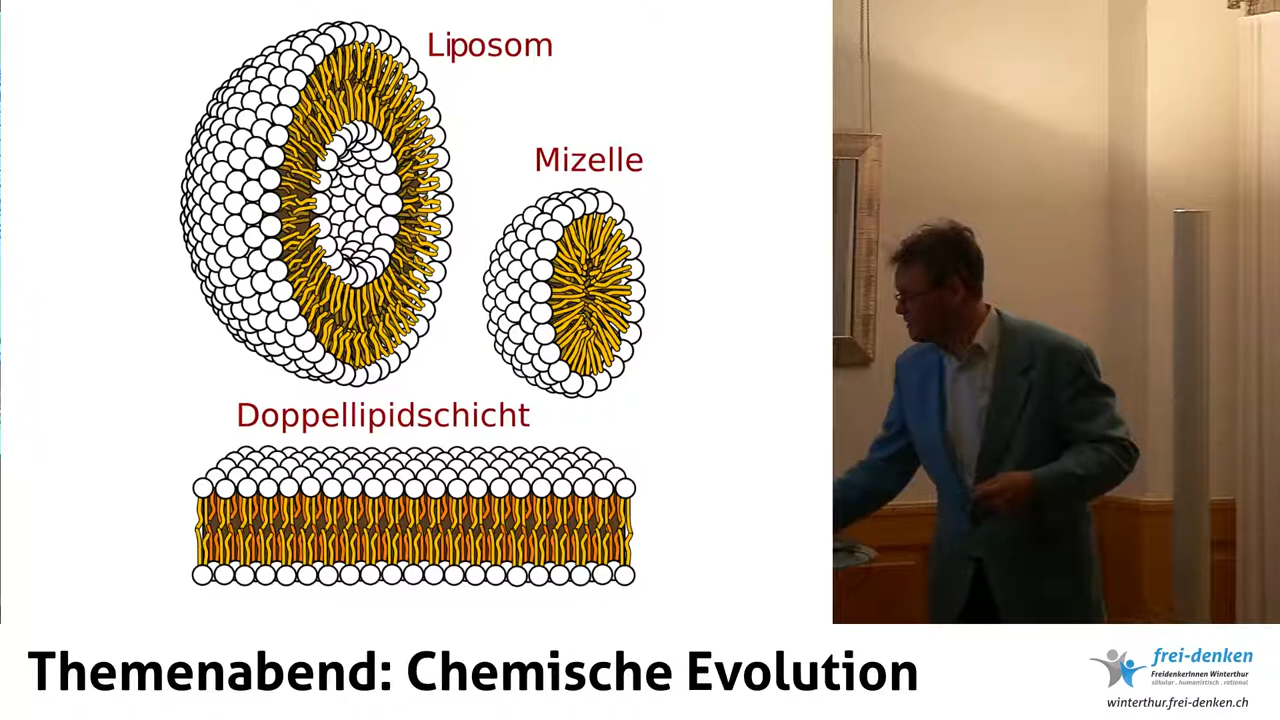 Liposom
Mizelle
Doppellipidschicht
Themenabend: Chemische Evolution
frei-denken
FreidenkerInnen Winterthur
säkular . humanistisch . rational
winterthur.frei-denken.ch